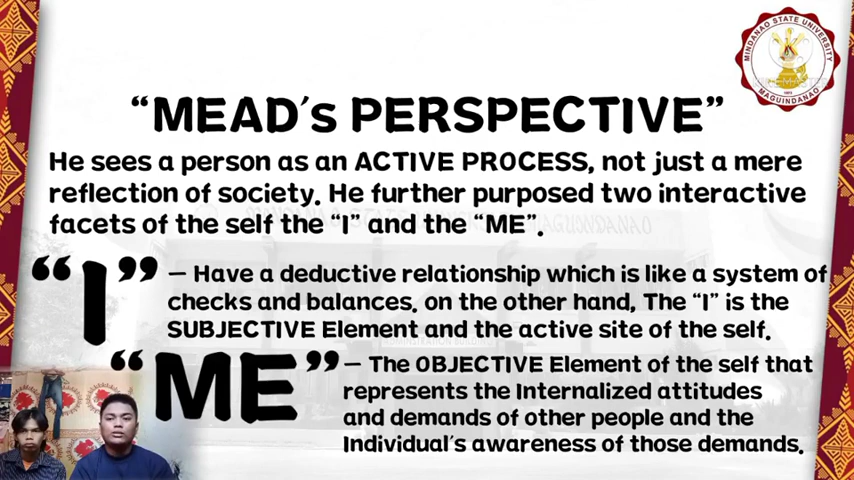 MINDANAO STATE UNIVERSITY
MAGUINDANAO
“MEAD’s PERSPECTIVE”
He sees a person as an ACTIVE PROCESS, not just a mere
reflection of society. He further purposed two interactive
facets of the self the “I” and the “ME”.
“I” – Have a deductive relationship which is like a system of
checks and balances, on the other hand, The “I” is the
SUBJECTIVE Element and the active site of the self.
“ME” – The OBJECTIVE Element of the self that
represents the Internalized attitudes
and demands of other people and the
Individual’s awareness of those demands.